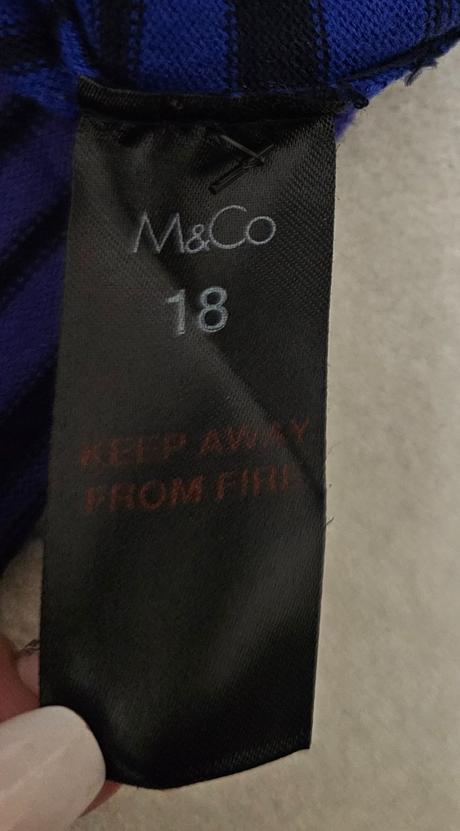 M&Co
18
KEEP AWAY
FROM FIRE